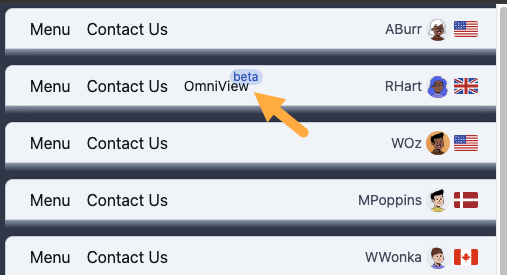 Menu Contact Us ABurr
Menu Contact Us OmniView beta RHart
Menu Contact Us WOz
Menu Contact Us MPoppins
Menu Contact Us WWonka